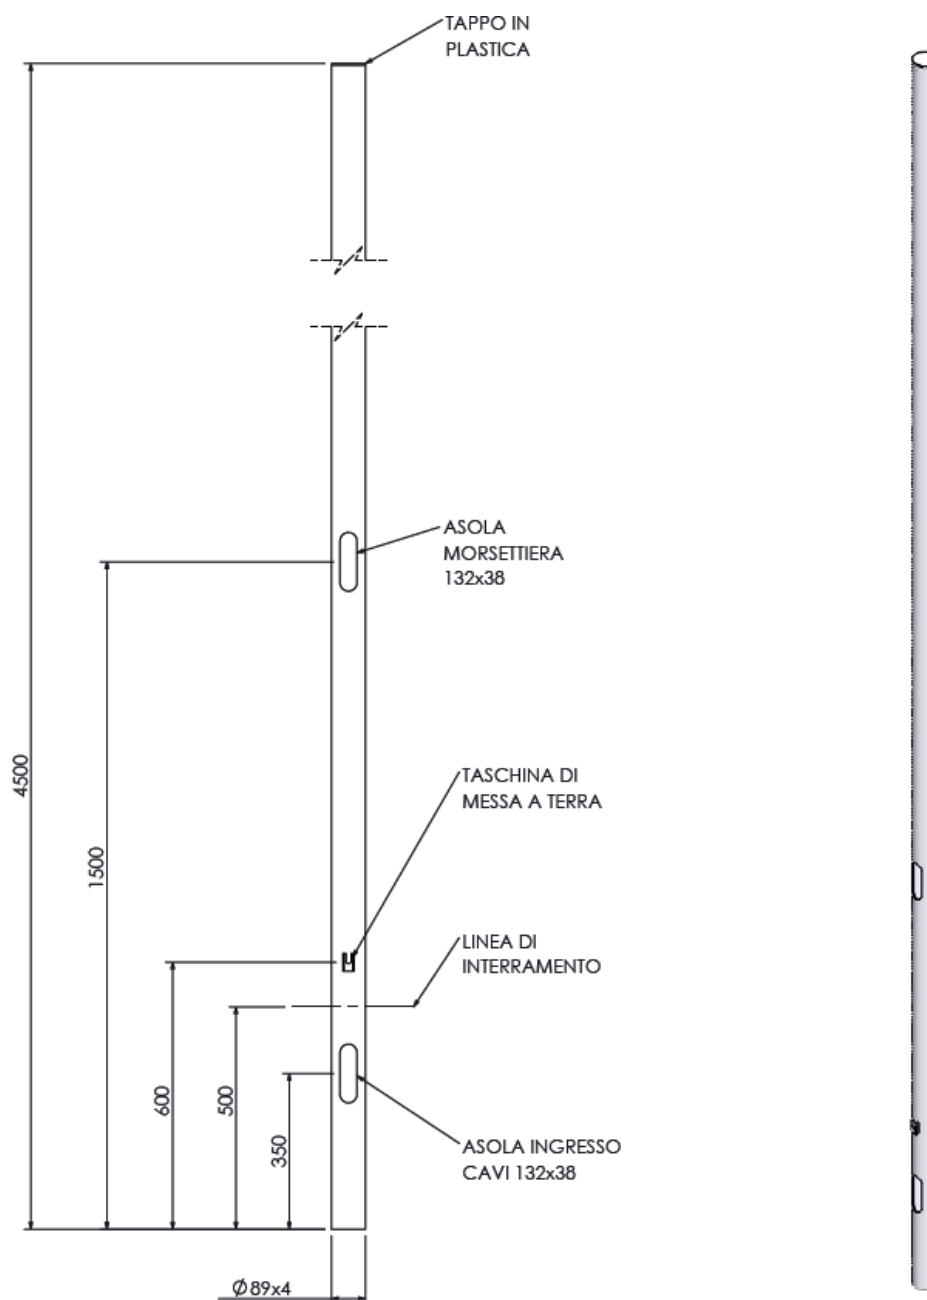 TAPPO IN
PLASTICA
ASOLA
MORSETTIERA
132x38
4500
1500
TASCHINA DI
MESSA A TERRA
LINEA DI
INTERRAMENTO
600
500
350
ASOLA INGRESSO
CAVI 132x38
Ø89x4